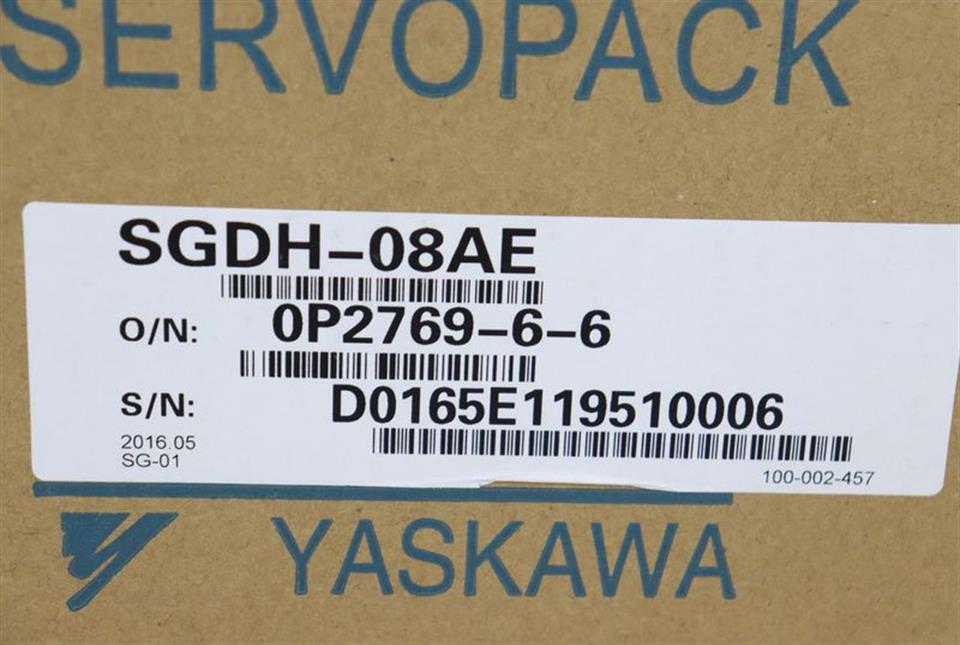 SERVOPACK
SGDH-08AE
O/N: 0P2769-6-6
S/N: D0165E119510006
2016.05
SG-01
100-002-457
YASKAWA